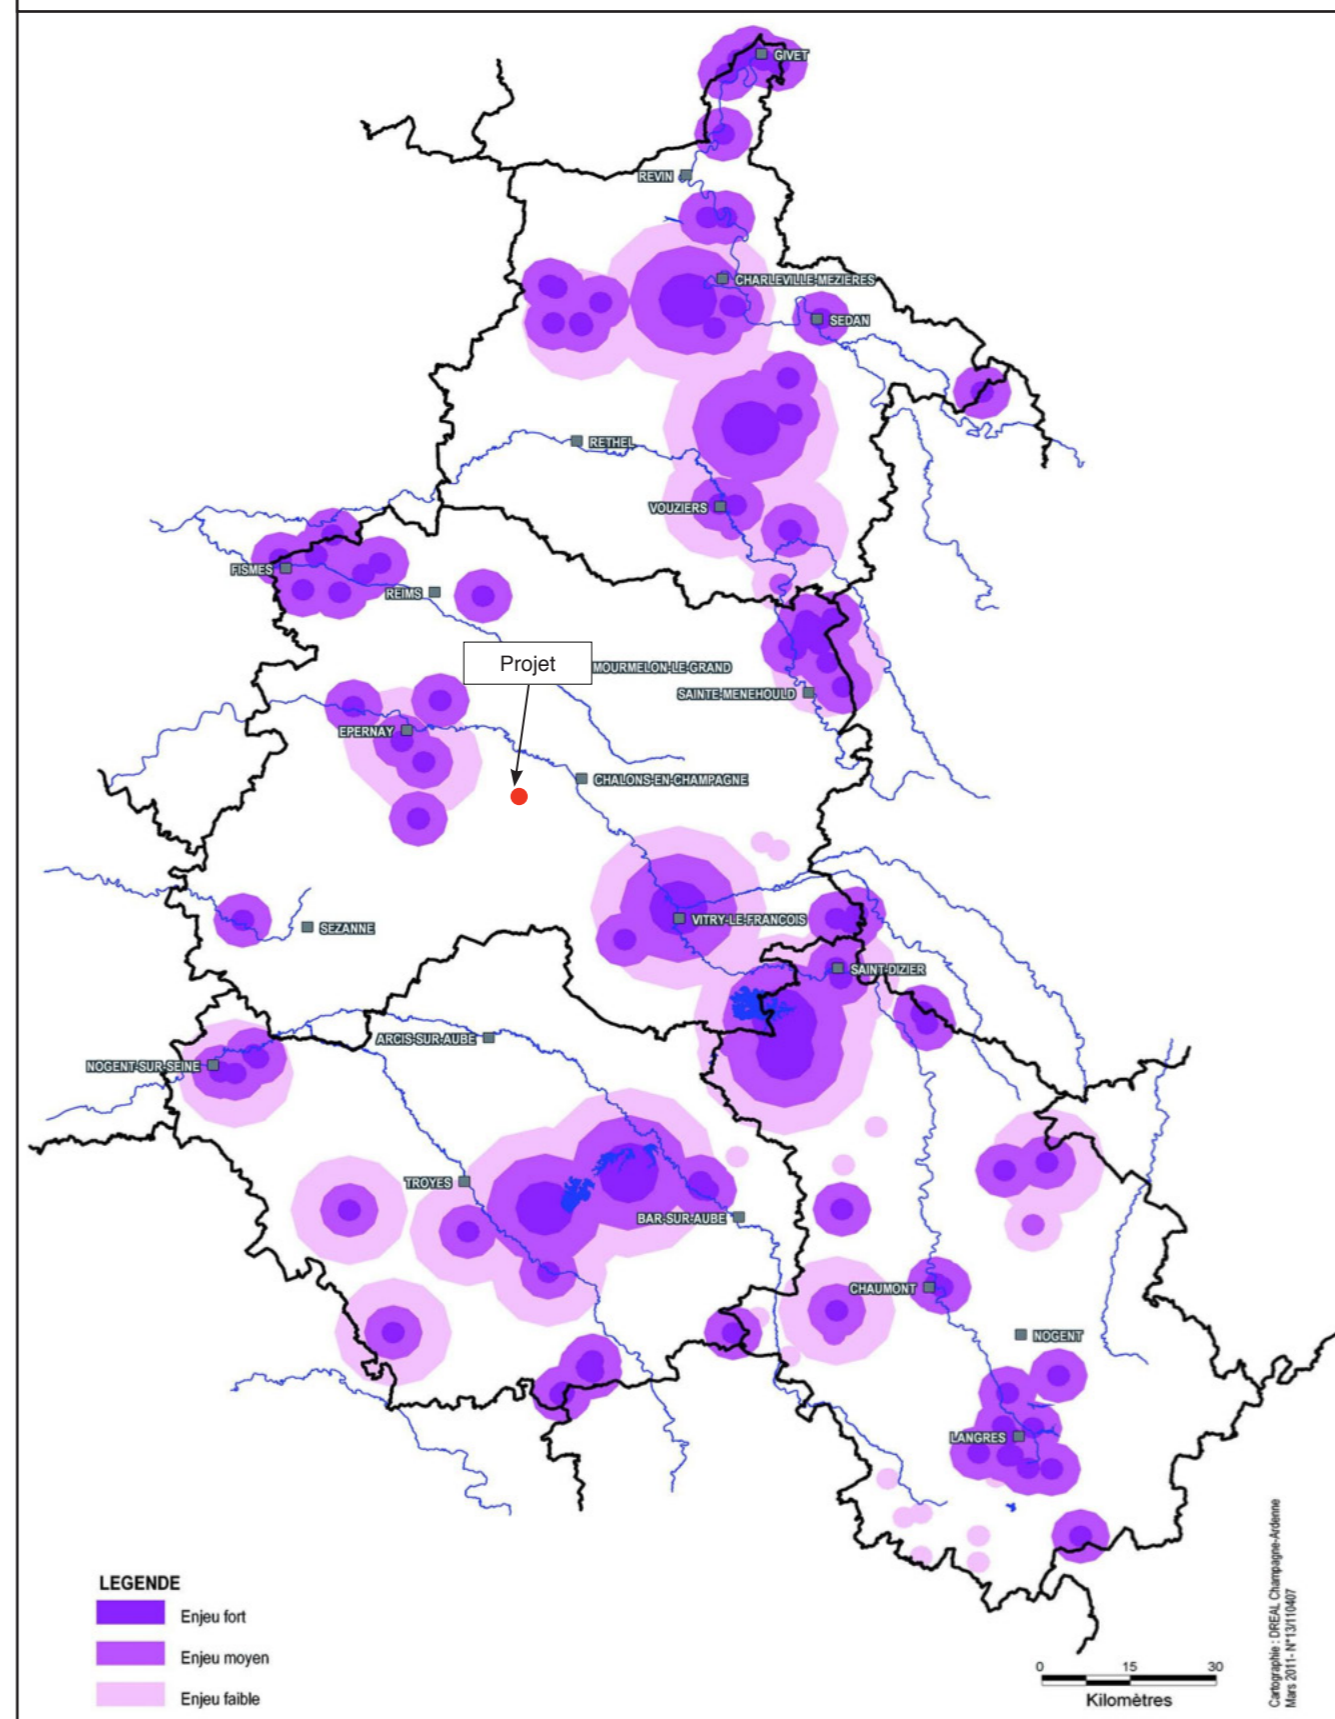 GIVET
REVIN
CHARLEVILLE-MEZIERES
SEDAN
RETHEL
VOUZIERS
FISMES
REIMS
Projet
MOURMELON-LE-GRAND
SAINTE-MENEHOULD
EPERNAY
CHALONS-EN-CHAMPAGNE
VITRY-LE-FRANCOIS
SEZANNE
SAINT-DIZIER
ARCIS-SUR-AUBE
NOGENT-SUR-SEINE
TROYES
BAR-SUR-AUBE
CHAUMONT
NOGENT
LANGRES
LEGENDE
Enjeu fort
Enjeu moyen
Enjeu faible
0 15 30
Kilomètres
Cartographie : DREAL Champagne-Ardenne
Mars 2011- N°13/110407